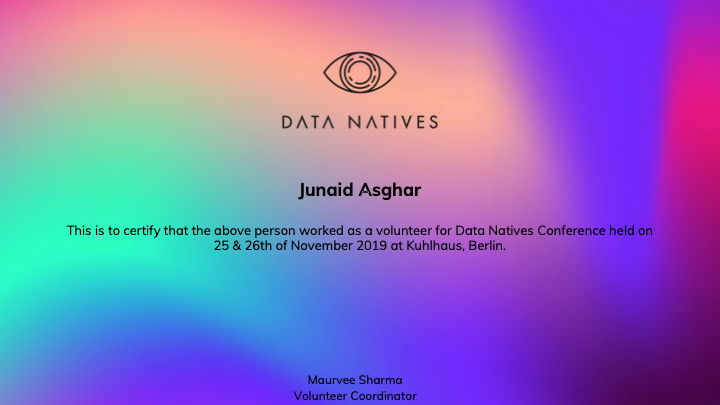 DATA NATIVES
Junaid Asghar
This is to certify that the above person worked as a volunteer for Data Natives Conference held on
25 & 26th of November 2019 at Kuhlhaus, Berlin.
Maurvee Sharma
Volunteer Coordinator